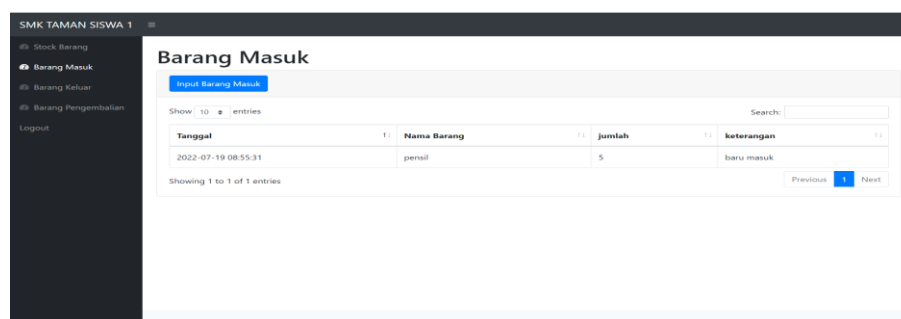 SMK TAMAN SISWA 1
Stock Barang
Barang Masuk
Barang Keluar
Barang Pengembalian
Logout
Barang Masuk
Input Barang Masuk
Show 10 entries
Search:
Tanggal Nama Barang jumlah keterangan
2022-07-19 08:55:31 pensil 5 baru masuk
Showing 1 to 1 of 1 entries
Previous 1 Next